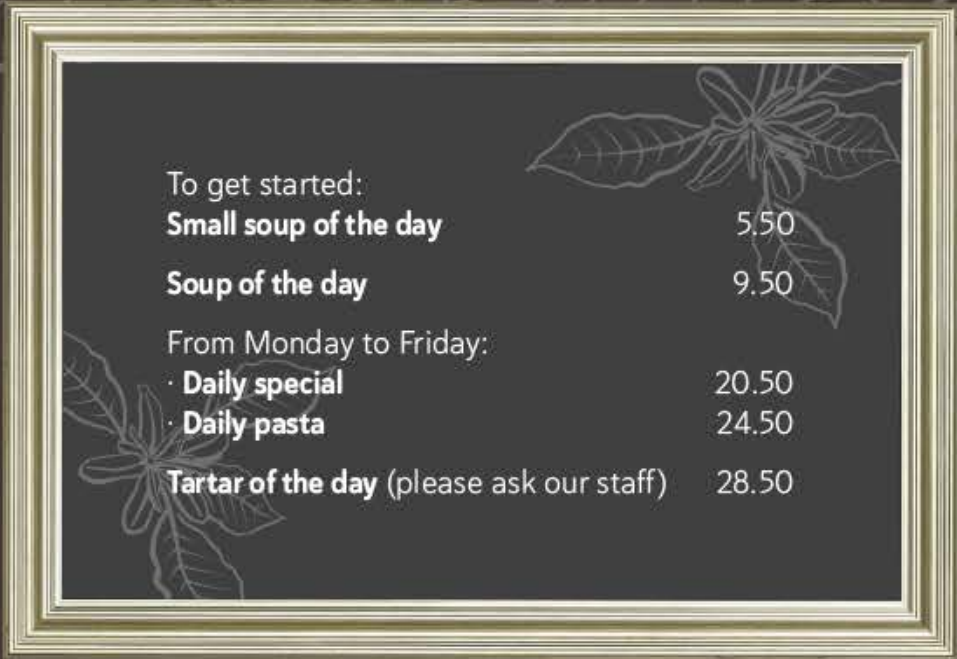 To get started:
Small soup of the day 5.50
Soup of the day 9.50
From Monday to Friday:
· Daily special 20.50
· Daily pasta 24.50
Tartar of the day (please ask our staff) 28.50